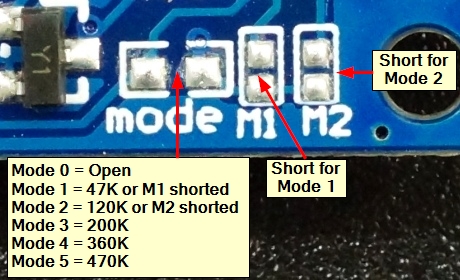 Y1
mode
M1
M2
Short for
Mode 2
Short for
Mode 1
Mode 0 = Open
Mode 1 = 47K or M1 shorted
Mode 2 = 120K or M2 shorted
Mode 3 = 200K
Mode 4 = 360K
Mode 5 = 470K